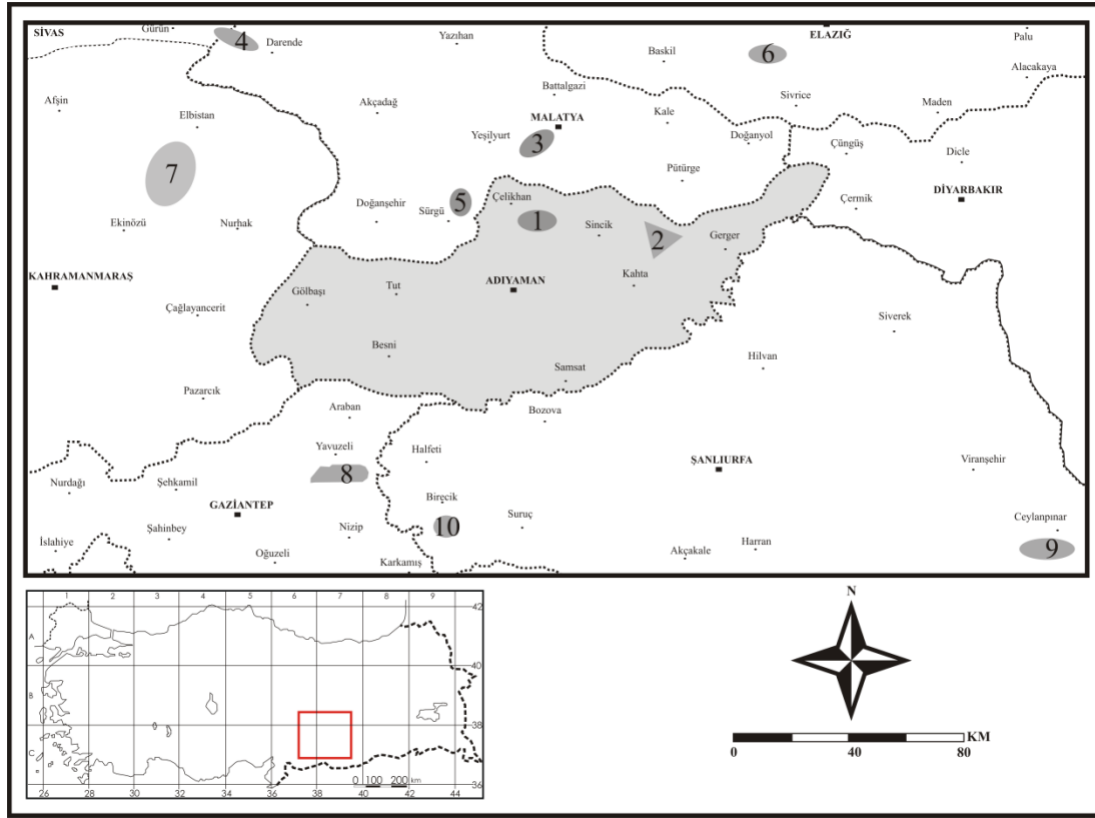 SİVAS
Gürün
4
Darende
Yazıhan
Baskil
6
ELAZIĞ
Palu
Alacakaya
Afşin
Elbistan
Akçadağ
Battalgazi
Sivrice
Maden
Kale
MALATYA
Yeşilyurt
3
Doğanyol
Çüngüş
Dicle
7
Pütürge
DİYARBAKIR
Çermik
Doğanşehir
Sürgü
5
Çelikhan
1
Sincik
2
Gerger
Ekinözü
Nurhak
KAHRAMANMARAŞ
Kahta
Gölbaşı
Tut
ADIYAMAN
Çağlayancerit
Siverek
Besni
Hilvan
Samsat
Pazarcık
Araban
Bozova
Yavuzeli
8
Halfeti
ŞANLIURFA
Viranşehir
Nurdağı
Şehkamil
GAZİANTEP
Birecik
10
Şahinbey
Nizip
Suruç
Ceylanpınar
9
İslahiye
Oğuzeli
Karkamış
Akçakale
Harran
1 2 3 4 5 6 7 8 9
A
B
C
42
40
38
36
0 100 200 km
26 28 30 32 34 36 38 40 42 44
N
KM
0 40 80